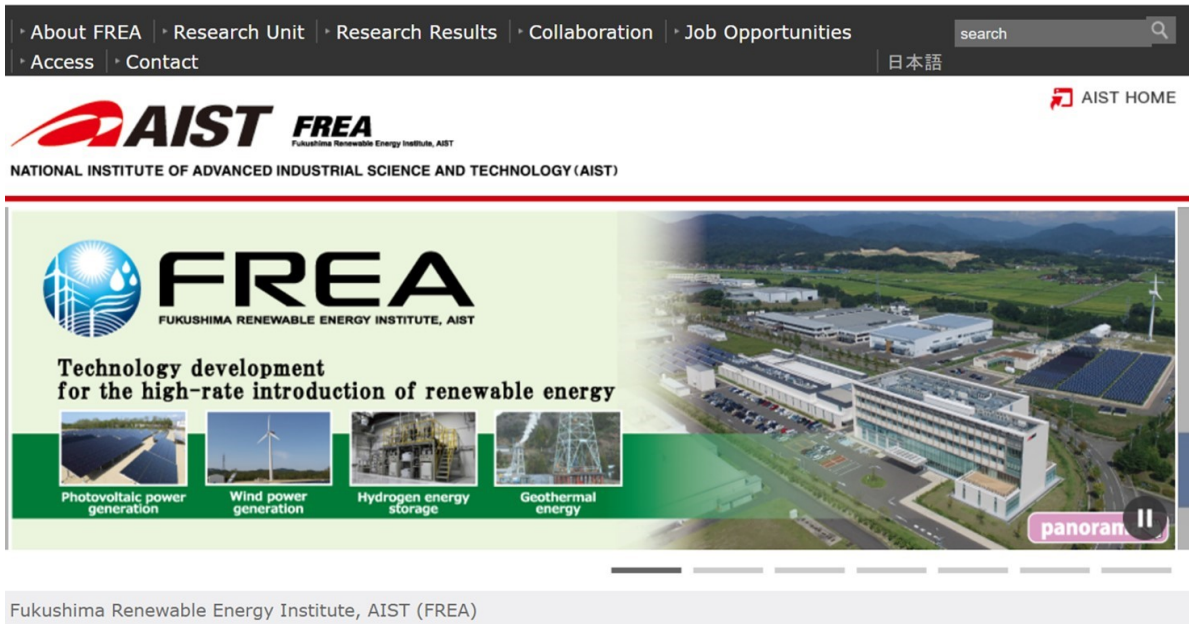 About FREA Research Unit Research Results Collaboration Job Opportunities search
Access Contact 日本語
AIST HOME
AIST FREA
Fukushima Renewable Energy Institute, AIST
NATIONAL INSTITUTE OF ADVANCED INDUSTRIAL SCIENCE AND TECHNOLOGY (AIST)
FREA
FUKUSHIMA RENEWABLE ENERGY INSTITUTE, AIST
Technology development
for the high-rate introduction of renewable energy
Photovoltaic power generation
Wind power generation
Hydrogen energy storage
Geothermal energy
Fukushima Renewable Energy Institute, AIST (FREA)